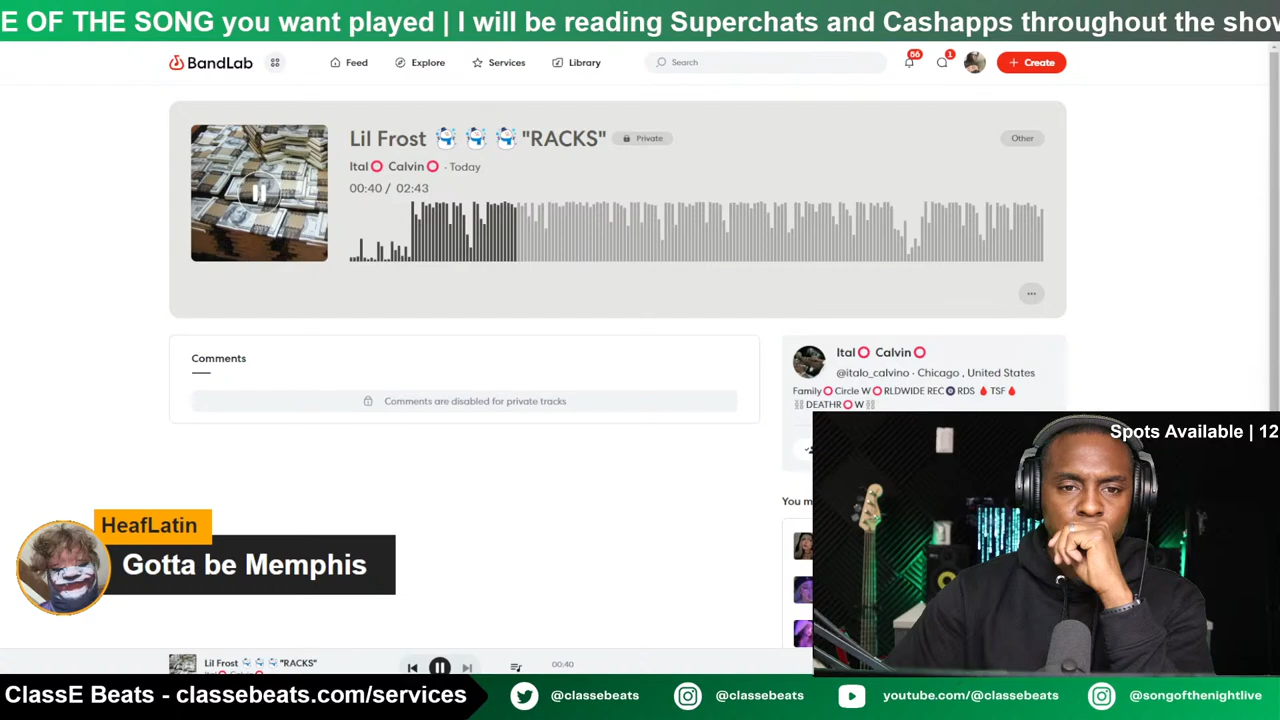 E OF THE SONG you want played | I will be reading Superchats and Cashapps throughout the show
BandLab
Feed
Explore
Services
Library
Search
56
1
Create
Lil Frost ☃️ ☃️ ☃️ "RACKS"
Private
Other
Ital⭕ Calvin⭕ · Today
00:40 / 02:43
Comments
Comments are disabled for private tracks
Ital⭕ Calvin⭕
@italo_calvino · Chicago , United States
Family⭕Circle W⭕RLDWIDE REC RDS 🩸TSF🩸
⛓DEATHR⭕W⛓
You m
Spots Available | 12
HeafLatin
Gotta be Memphis
Lil Frost ☃️ ☃️ ☃️ "RACKS"
00:40
ClassE Beats - classebeats.com/services
@classebeats
@classebeats
youtube.com/@classebeats
@songofthenightlive